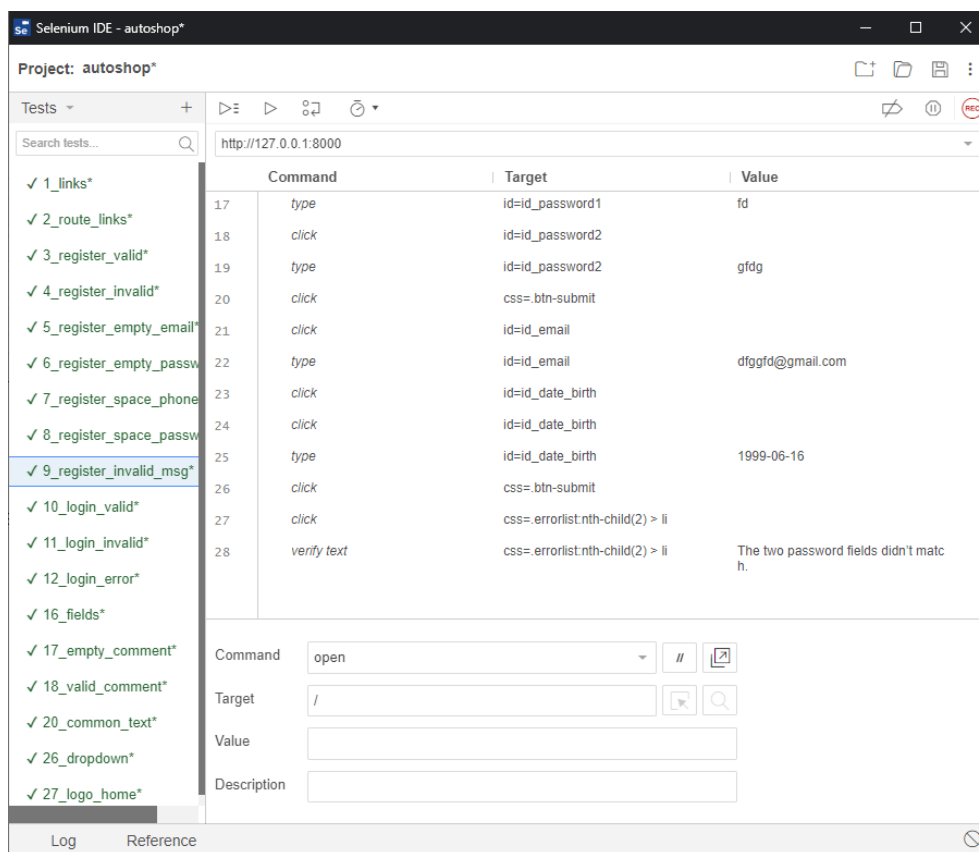 Se Selenium IDE - autoshop*
Project: autoshop*
Tests
Search tests...
✓ 1_links*
✓ 2_route_links*
✓ 3_register_valid*
✓ 4_register_invalid*
✓ 5_register_empty_email*
✓ 6_register_empty_passw
✓ 7_register_space_phone
✓ 8_register_space_passw
✓ 9_register_invalid_msg*
✓ 10_login_valid*
✓ 11_login_invalid*
✓ 12_login_error*
✓ 16_fields*
✓ 17_empty_comment*
✓ 18_valid_comment*
✓ 20_common_text*
✓ 26_dropdown*
✓ 27_logo_home*
REC
http://127.0.0.1:8000
Command Target Value
17 type id=id_password1 fd
18 click id=id_password2
19 type id=id_password2 gfdg
20 click css=.btn-submit
21 click id=id_email
22 type id=id_email dfggfd@gmail.com
23 click id=id_date_birth
24 click id=id_date_birth
25 type id=id_date_birth 1999-06-16
26 click css=.btn-submit
27 click css=.errorlist:nth-child(2) > li
28 verify text css=.errorlist:nth-child(2) > li The two password fields didn't matc
h.
Command open //
Target /
Value
Description
Log Reference